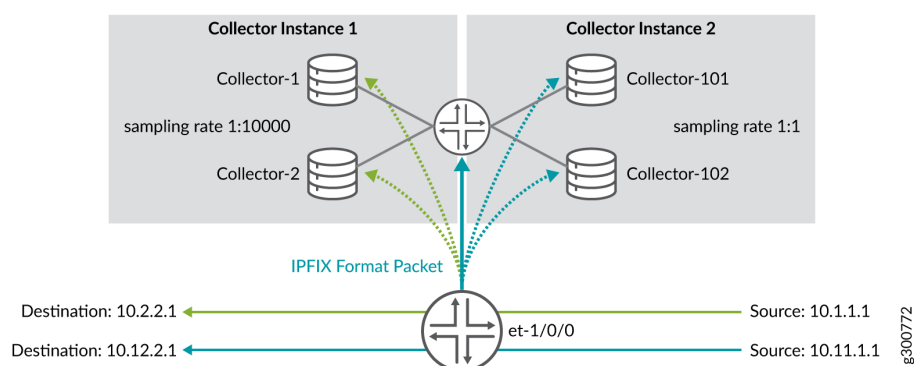 Collector Instance 1
Collector Instance 2
Collector-1
Collector-101
sampling rate 1:10000
sampling rate 1:1
Collector-2
Collector-102
IPFIX Format Packet
Destination: 10.2.2.1
Source: 10.1.1.1
et-1/0/0
Destination: 10.12.2.1
Source: 10.11.1.1
g300772